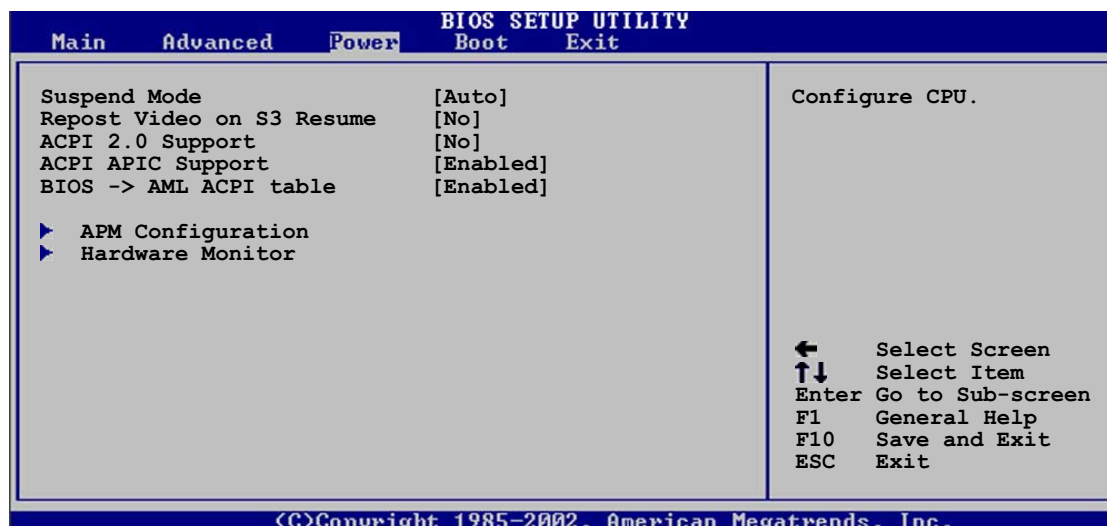 BIOS SETUP UTILITY
Main Advanced Power Boot Exit
Suspend Mode [Auto]
Repost Video on S3 Resume [No]
ACPI 2.0 Support [No]
ACPI APIC Support [Enabled]
BIOS -> AML ACPI table [Enabled]
APM Configuration
Hardware Monitor
Configure CPU.
← Select Screen
↑↓ Select Item
Enter Go to Sub-screen
F1 General Help
F10 Save and Exit
ESC Exit
(C)Copyright 1985-2002, American Megatrends, Inc.